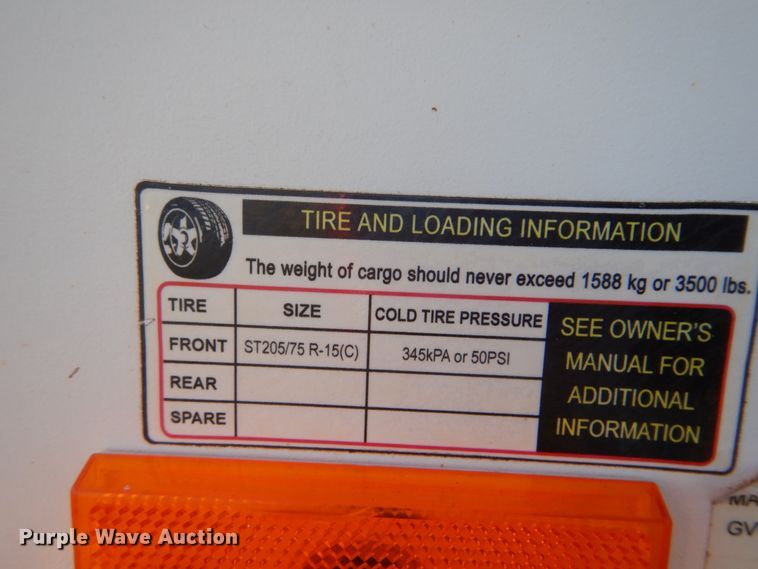 TIRE AND LOADING INFORMATION
The weight of cargo should never exceed 1588 kg or 3500 lbs.
TIRE SIZE COLD TIRE PRESSURE
FRONT ST205/75 R-15(C) 345kPA or 50PSI
REAR
SPARE
SEE OWNER'S
MANUAL FOR
ADDITIONAL
INFORMATION
MA
GV
Purple Wave Auction